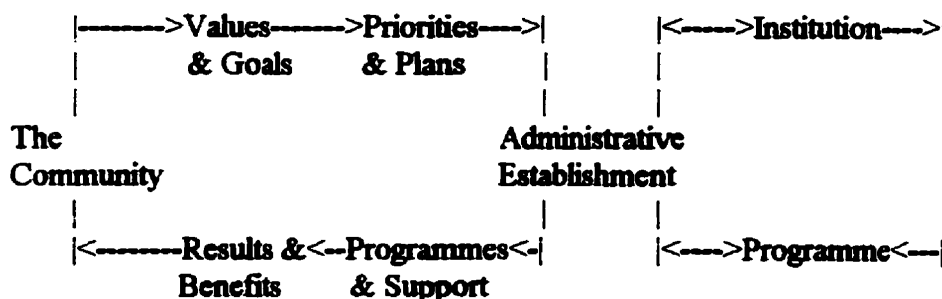 |------->Values------->Priorities---->| |<---->Institution---->
& Goals & Plans
The Administrative
Community Establishment
|<-------Results &<--Programmes<-| |<---->Programme<--|
Benefits & Support